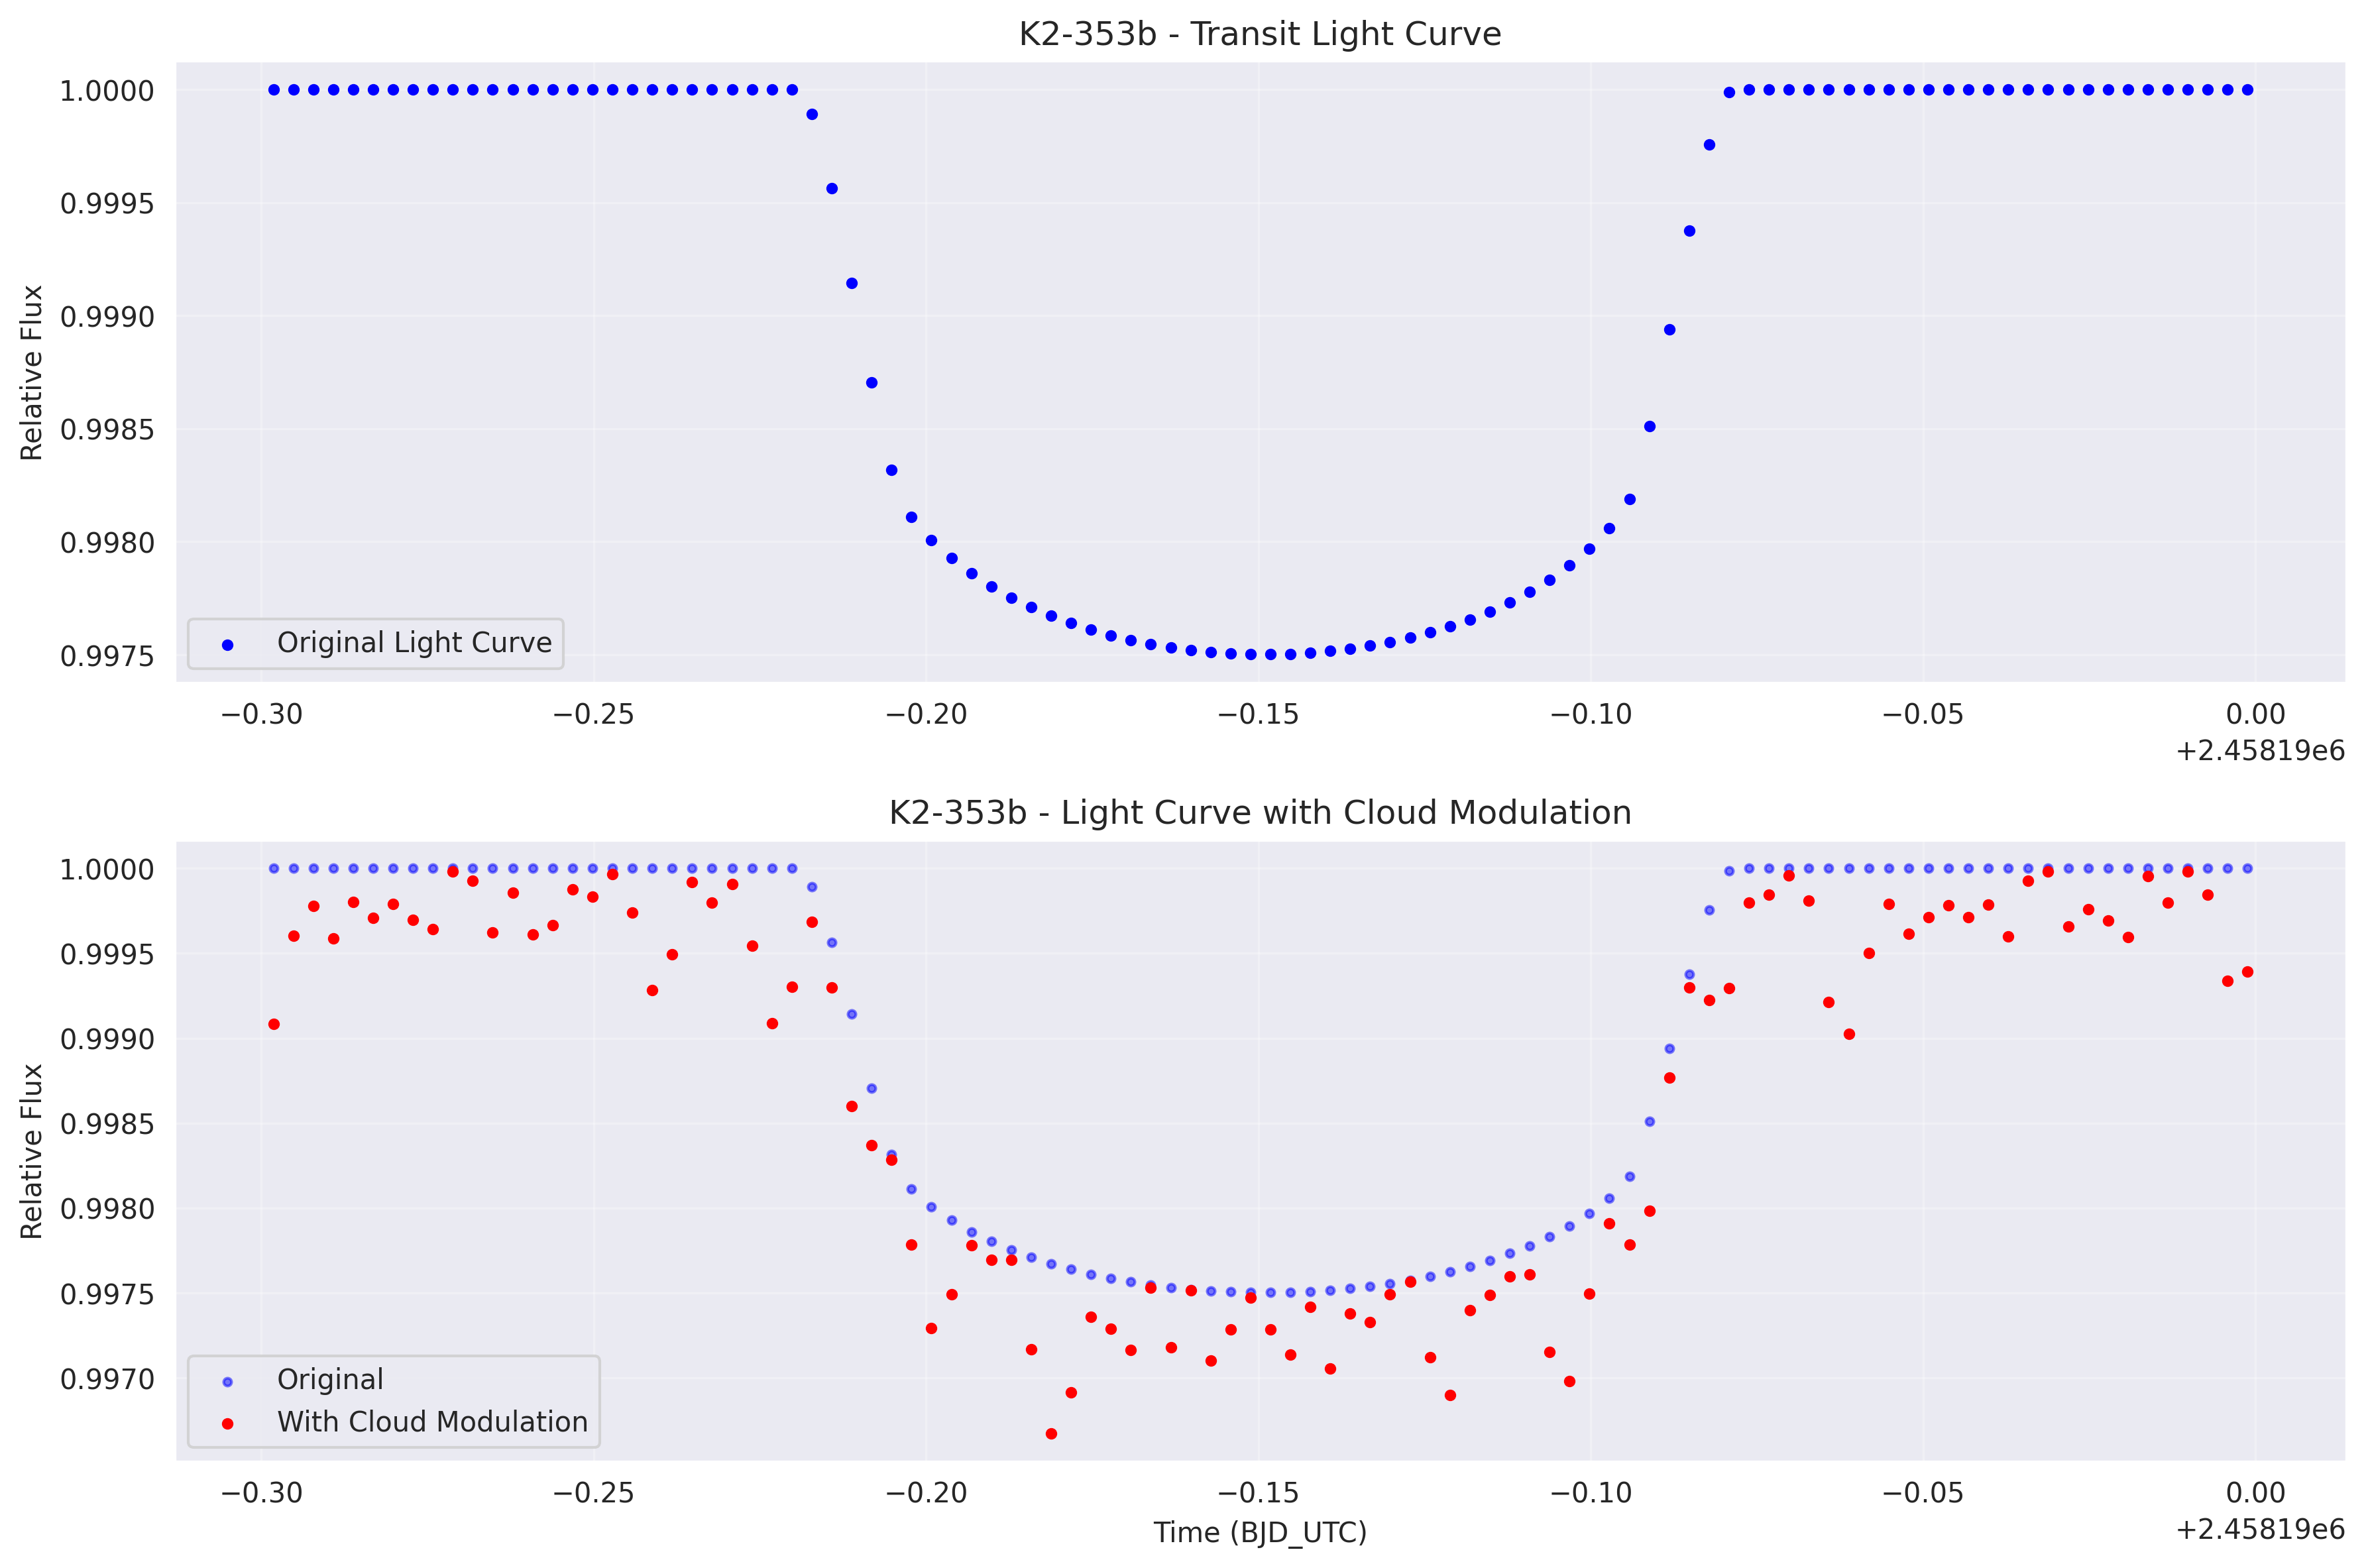 K2-353b - Transit Light Curve
Relative Flux
1.0000
0.9995
0.9990
0.9985
0.9980
0.9975
Original Light Curve
−0.30 −0.25 −0.20 −0.15 −0.10 −0.05 0.00
+2.45819e6
K2-353b - Light Curve with Cloud Modulation
Relative Flux
1.0000
0.9995
0.9990
0.9985
0.9980
0.9975
0.9970
Original
With Cloud Modulation
−0.30 −0.25 −0.20 −0.15 −0.10 −0.05 0.00
+2.45819e6
Time (BJD_UTC)